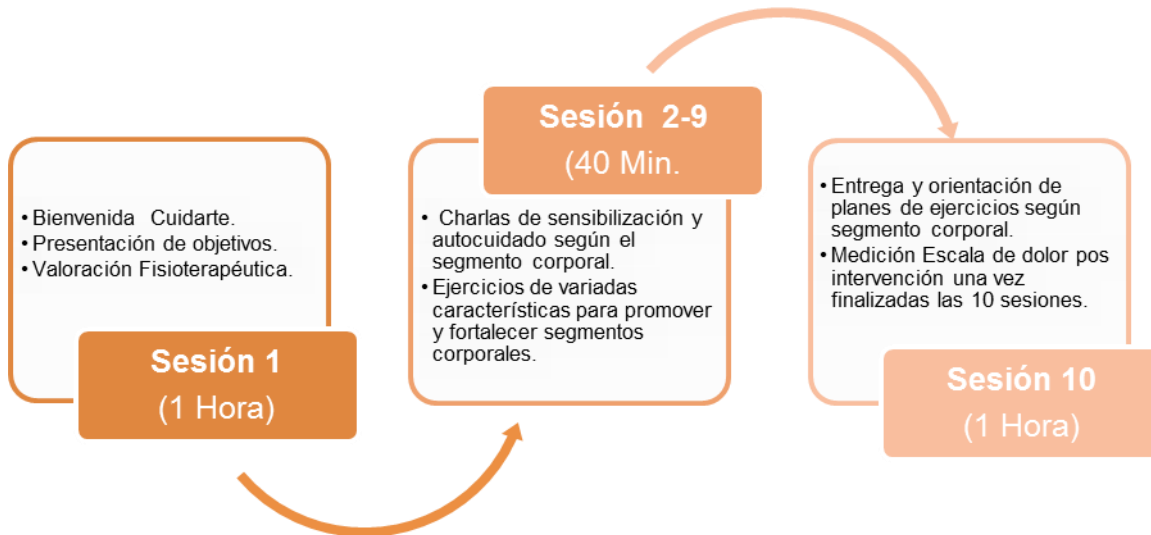 • Bienvenida Cuidarte.
• Presentación de objetivos.
• Valoración Fisioterapéutica.
Sesión 1
(1 Hora)
Sesión 2-9
(40 Min.
• Charlas de sensibilización y
autocuidado según el
segmento corporal.
• Ejercicios de variadas
características para promover
y fortalecer segmentos
corporales.
• Entrega y orientación de
planes de ejercicios según
segmento corporal.
• Medición Escala de dolor pos
intervención una vez
finalizadas las 10 sesiones.
Sesión 10
(1 Hora)